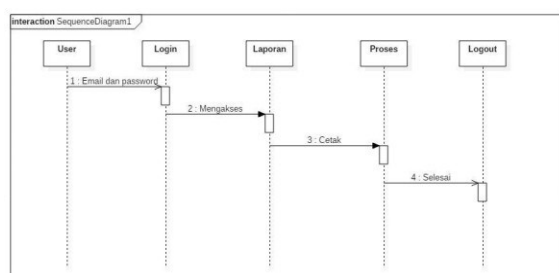 interaction SequenceDiagram1
User
Login
Laporan
Proses
Logout
1 : Email dan password
2 : Mengakses
3 : Cetak
4 : Selesai